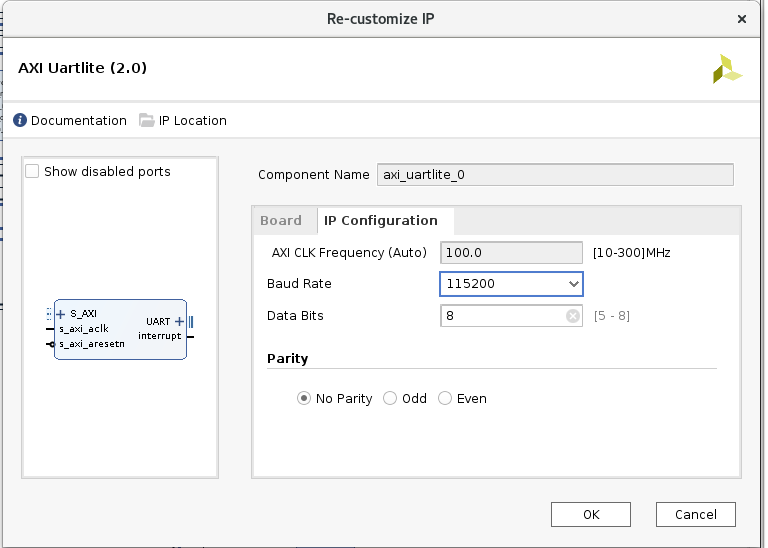 Re-customize IP
AXI Uartlite (2.0)
Documentation IP Location
Show disabled ports
S_AXI
s_axi_aclk
s_axi_aresetn
UART
interrupt
Component Name axi_uartlite_0
Board IP Configuration
AXI CLK Frequency (Auto) 100.0 [10-300]MHz
Baud Rate 115200
Data Bits 8 [5 - 8]
Parity
No Parity Odd Even
OK Cancel